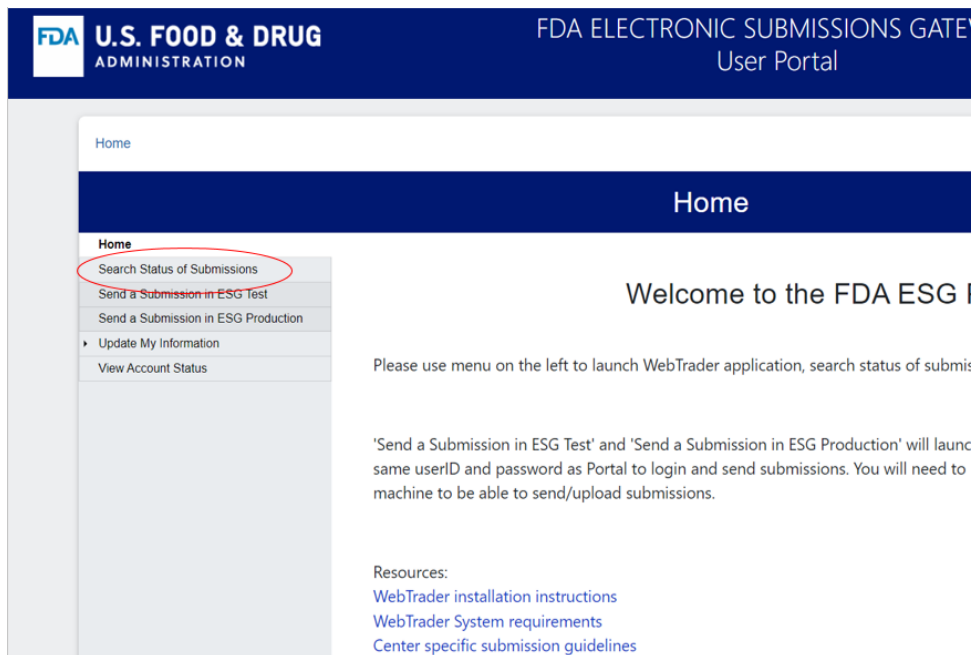 FDA
U.S. FOOD & DRUG
ADMINISTRATION
FDA ELECTRONIC SUBMISSIONS
User Portal
Home
Home
Home
Search Status of Submissions
Send a Submission in ESG Test
Send a Submission in ESG Production
Update My Information
View Account Status
Welcome to the FDA ESG
Please use menu on the left to launch WebTrader application, search status of
'Send a Submission in ESG Test' and 'Send a Submission in ESG Production' will
same userID and password as Portal to login and send submissions. You will need to
machine to be able to send/upload submissions.
Resources:
WebTrader installation instructions
WebTrader System requirements
Center specific submission guidelines